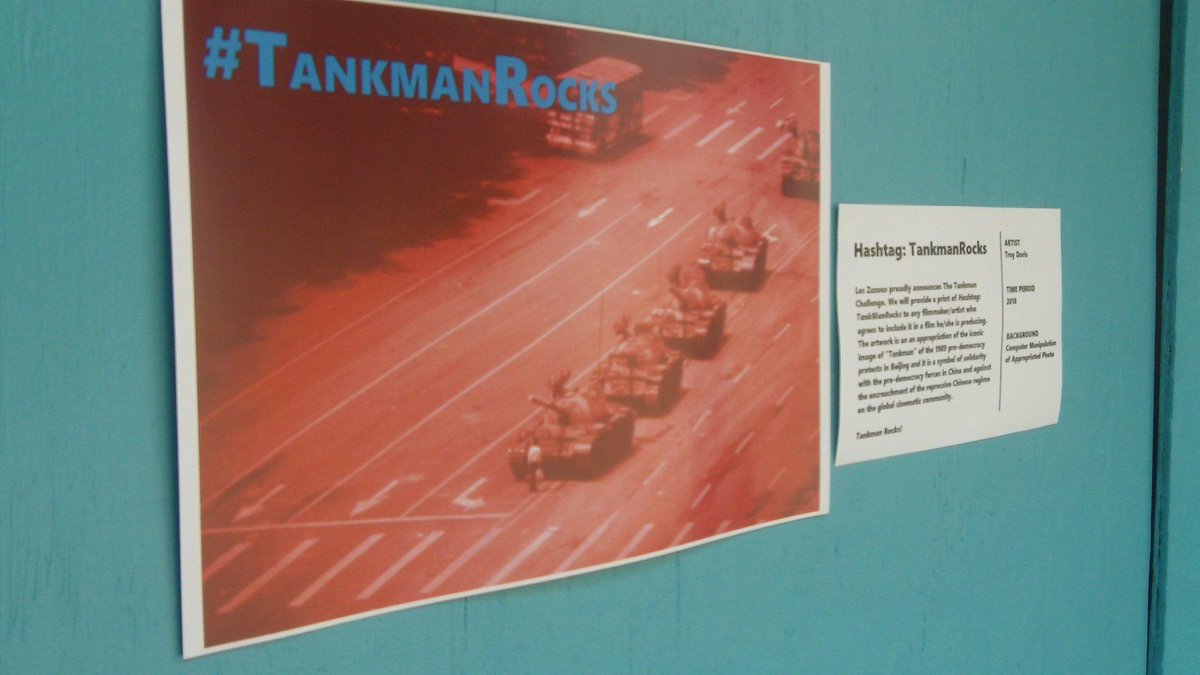 #TankmanRocks
Hashtag: TankmanRocks
Les Zazous proudly announces The Tankman
Challenge. We will provide a print of Hashtag:
TankManRocks to any filmmaker/artist who
agrees to include it in a film he/she is producing.
The artwork is an an appropriation of the iconic
image of "Tankman" of the 1989 pro-democracy
protests in Beijing and it is a symbol of solidarity
with the pro-democracy forces in China and against
the encroachment of the repressive Chinese regime
on the global cinematic community.
Tankman Rocks!
ARTIST
Troy
TIME PERIOD
2018
BACKGROUND
Computer Manipulation
of Appropriated Photo